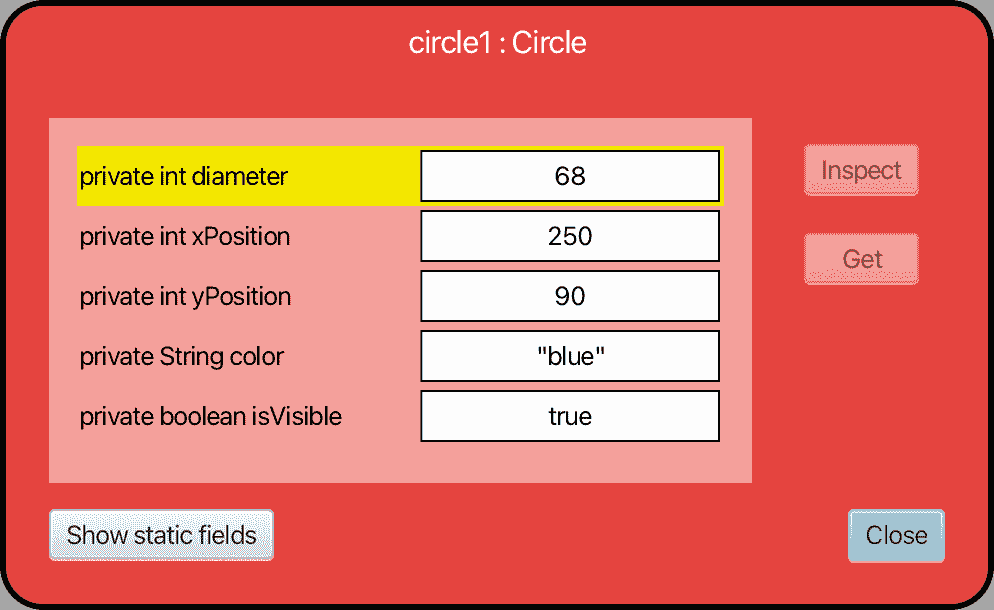 circle1 : Circle
private int diameter 68
private int xPosition 250
private int yPosition 90
private String color "blue"
private boolean isVisible true
Inspect
Get
Show static fields
Close